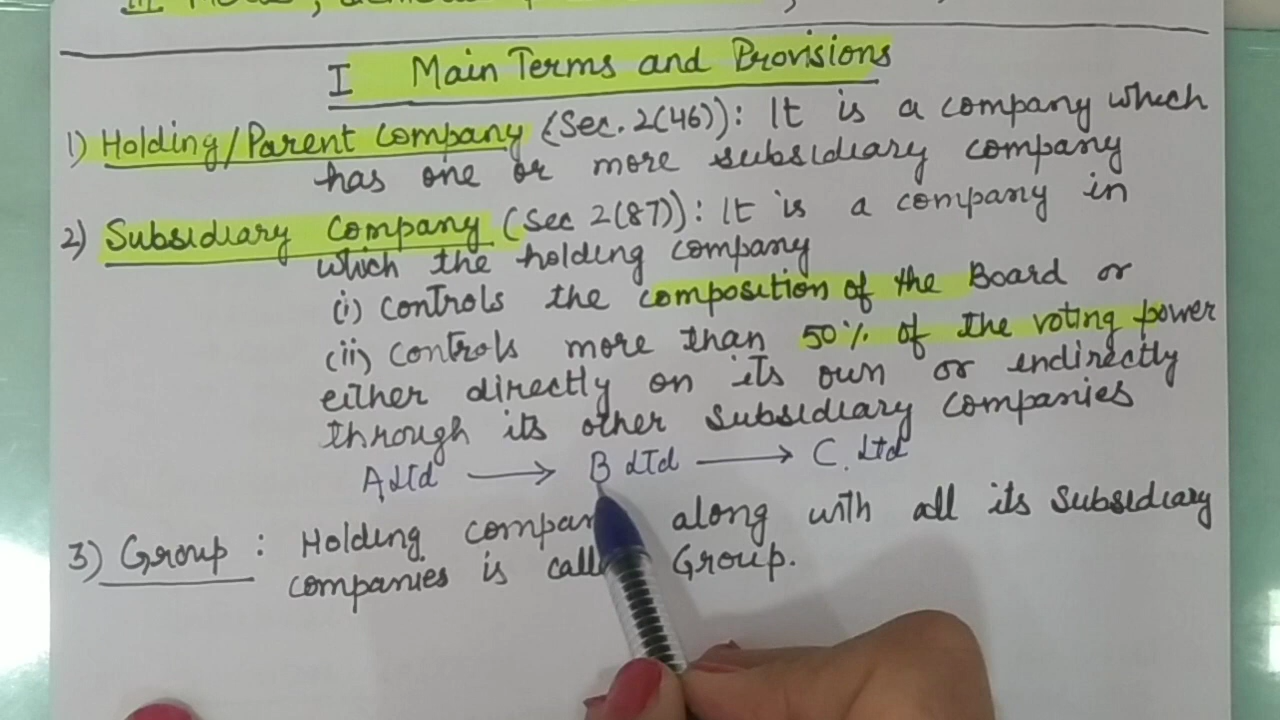 I Main Terms and Provisions
1) Holding/Parent Company (Sec. 2(46)): It is a company which
has one or more subsidiary company
2) Subsidiary Company (Sec 2(87)): It is a company in
which the holding company
(i) controls the composition of the Board or
(ii) controls more than 50% of the voting power
either directly on its own or indirectly
through its other subsidiary companies
A Ltd → B Ltd → C. Ltd
3) Group : Holding company along with all its subsidiary
companies is called Group.